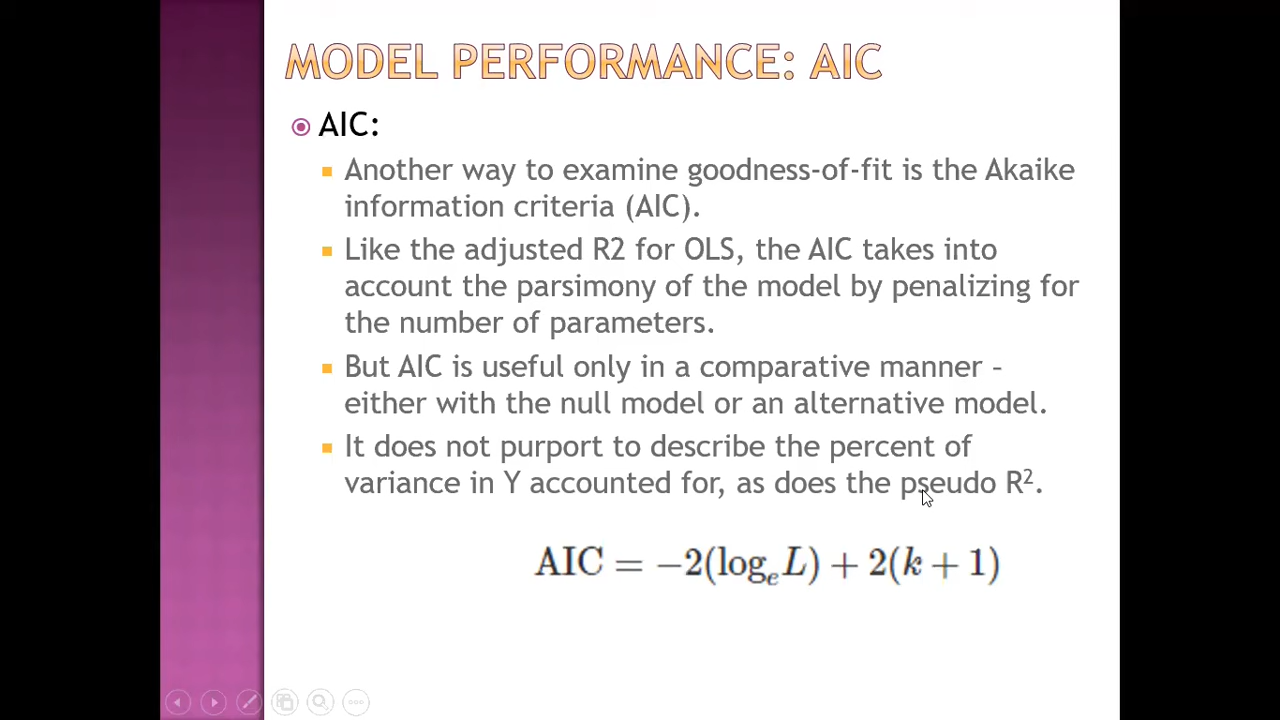 MODEL PERFORMANCE: AIC
AIC:
Another way to examine goodness-of-fit is the Akaike
information criteria (AIC).
Like the adjusted R2 for OLS, the AIC takes into
account the parsimony of the model by penalizing for
the number of parameters.
But AIC is useful only in a comparative manner –
either with the null model or an alternative model.
It does not purport to describe the percent of
variance in Y accounted for, as does the pseudo R².
AIC = −2(logₑL) + 2(k + 1)